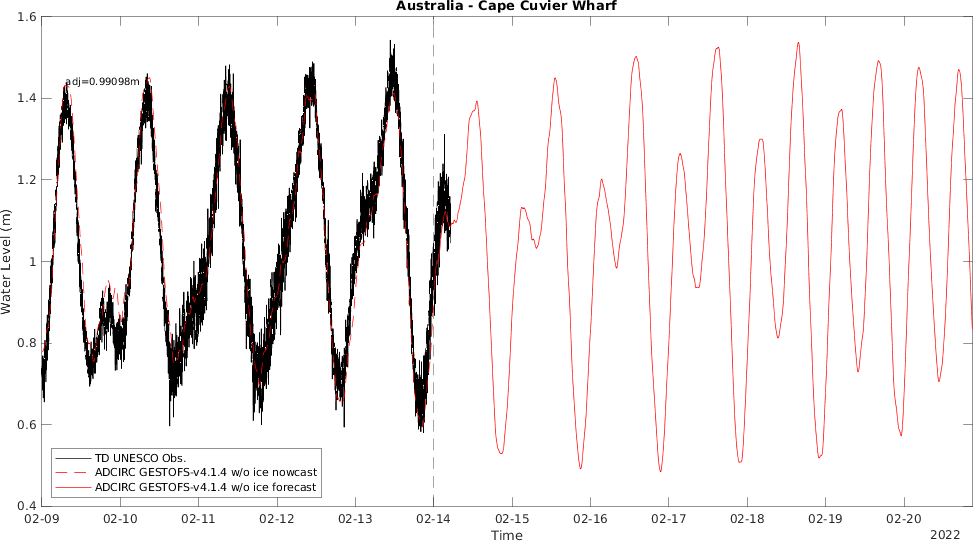 Australia - Cape Cuvier Wharf
1.6
1.4
1.2
1
0.8
0.6
0.4
Water Level (m)
adj=0.99098m
TD UNESCO Obs.
ADCIRC GESTOFS-v4.1.4 w/o ice nowcast
ADCIRC GESTOFS-v4.1.4 w/o ice forecast
02-09 02-10 02-11 02-12 02-13 02-14 02-15 02-16 02-17 02-18 02-19 02-20
Time
2022